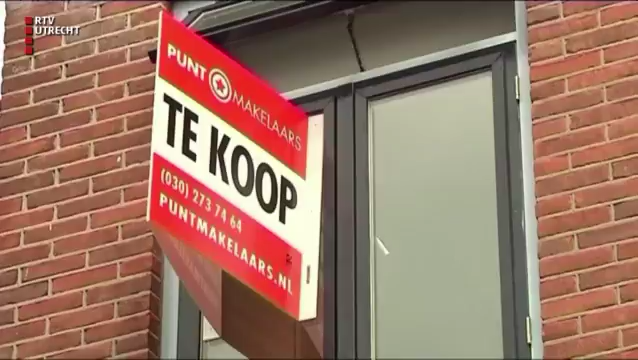 RTV
UTRECHT
PUNT MAKELAARS
TE KOOP
(030) 273 74 64
PUNTMAKELAARS.NL